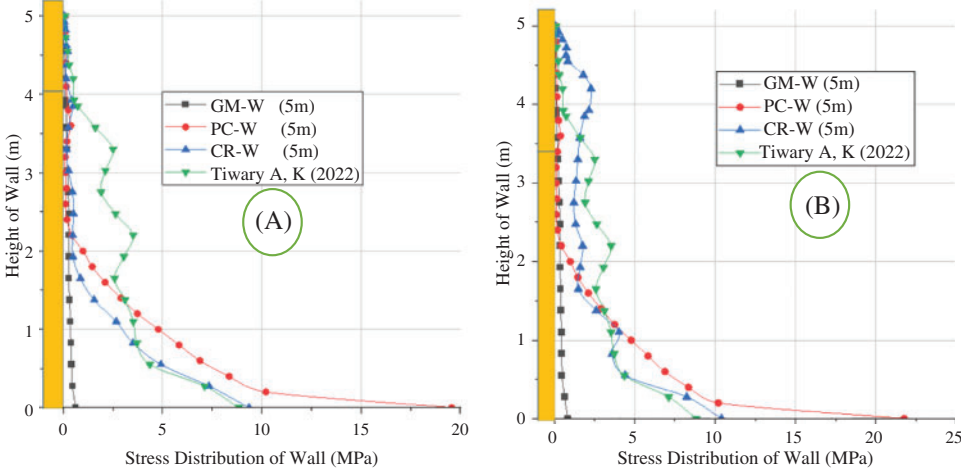 5
4
3
2
1
0
Height of Wall (m)
GM-W (5m)
PC-W (5m)
CR-W (5m)
Tiwary A, K (2022)
(A)
0 5 10 15 20
Stress Distribution of Wall (MPa)
5
4
3
2
1
0
Height of Wall (m)
GM-W (5m)
PC-W (5m)
CR-W (5m)
Tiwary A, K (2022)
(B)
0 5 10 15 20 25
Stress Distribution of Wall (MPa)